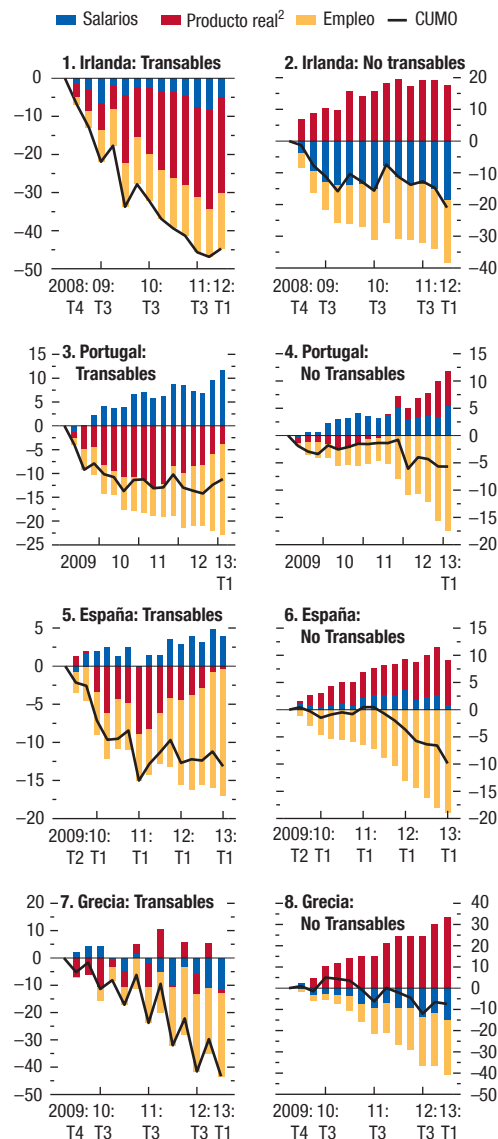 Salarios Producto real² Empleo CUMO
1. Irlanda: Transables
0
–10
–20
–30
–40
–50
2008: 09: 10: 11: 12:
T4 T3 T3 T3 T1
2. Irlanda: No transables
20
10
0
–10
–20
–30
–40
2008: 09: 10: 11: 12:
T4 T3 T3 T3 T1
3. Portugal:
Transables
15
10
5
0
–5
–10
–15
–20
–25
2009 10 11 12 13:
T1
4. Portugal:
No Transables
15
10
5
0
–5
–10
–15
–20
2009 10 11 12 13:
T1
5. España: Transables
5
0
–5
–10
–15
–20
2009: 10: 11: 12: 13:
T2 T1 T1 T1 T1
6. España:
No Transables
15
10
5
0
–5
–10
–15
–20
2009: 10: 11: 12: 13:
T2 T1 T1 T1 T1
7. Grecia: Transables
20
10
0
–10
–20
–30
–40
–50
2009: 10: 11: 12: 13:
T4 T3 T3 T3 T1
8. Grecia:
No Transables
40
30
20
10
0
–10
–20
–30
–40
–50
2009: 10: 11: 12: 13:
T4 T3 T3 T3 T1